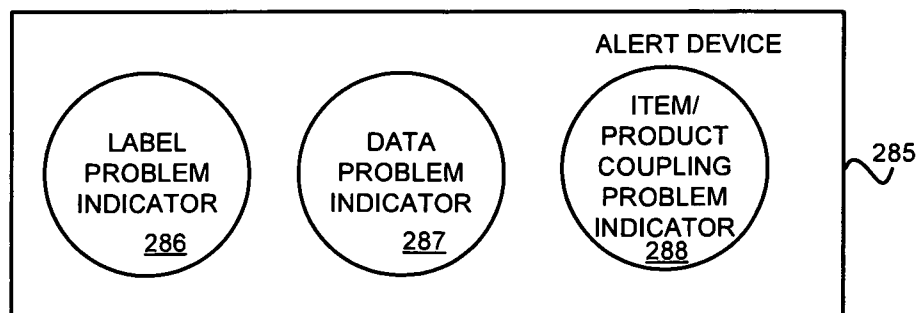 ALERT DEVICE
LABEL
PROBLEM
INDICATOR
286
DATA
PROBLEM
INDICATOR
287
ITEM/
PRODUCT
COUPLING
PROBLEM
INDICATOR
288
285